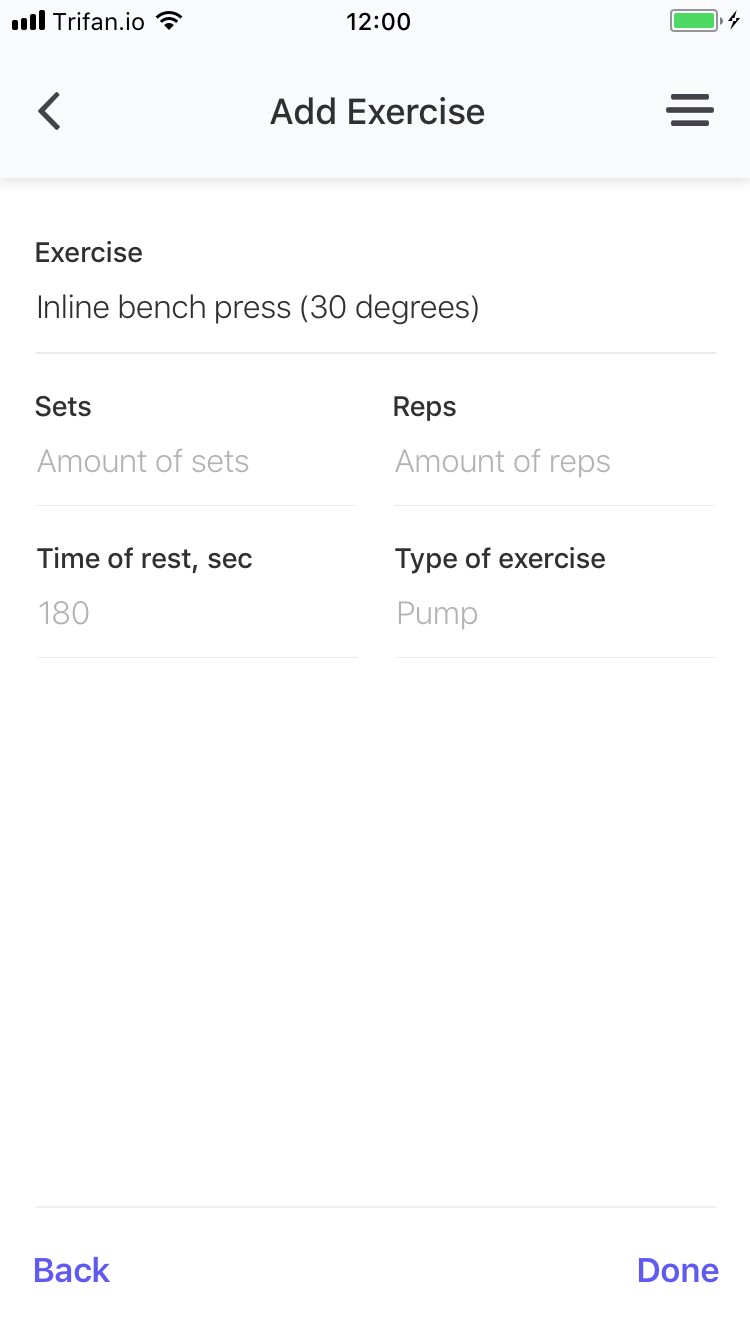 Trifan.io 12:00
Add Exercise
Exercise
Inline bench press (30 degrees)
Sets Reps
Amount of sets Amount of reps
Time of rest, sec Type of exercise
180 Pump
Back Done